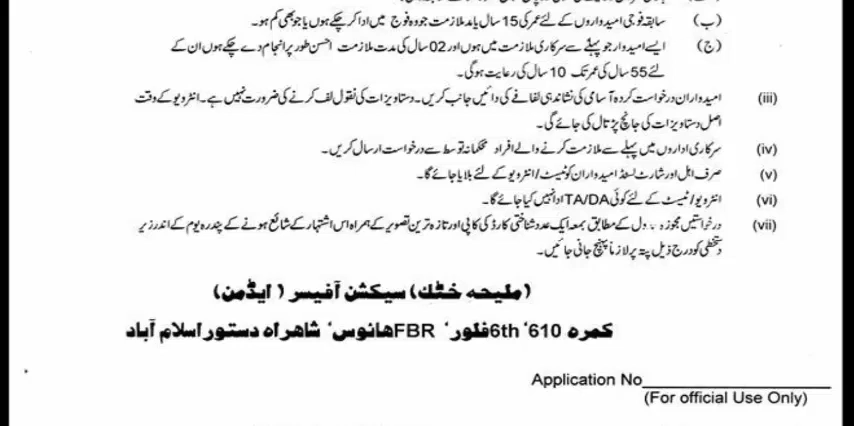 (ب) سابقہ فوجی امیدواروں کے لئے عمر کی 15 سال یا مدملازمت جو وہ فوج میں ادا کر چکے ہوں یا جو بھی کم ہو۔
(ج) ایسے امیدوار جو پہلے سے سرکاری ملازمت میں ہوں اور 02 سال کی مدت ملازمت احسن طور پر انجام دے چکے ہوں ان کے
لئے 55 سال کی عمر تک 10 سال کی رعایت ہوگی۔
(iii) امیدواران درخواست کردہ آسامی کی نشاندہی لفافے کی دائیں جانب کریں۔ دستاویزات کی نقول لف کرنے کی ضرورت نہیں ہے۔ انٹرویو کے وقت
اصل دستاویزات کی جانچ پڑتال کی جائے گی۔
(iv) سرکاری اداروں میں پہلے سے ملازمت کرنے والے افراد محکمانہ توسط سے درخواست ارسال کریں۔
(v) صرف اہل اور شارٹ لسٹڈ امیدواران کو ٹیسٹ/انٹرویو کے لئے بلایا جائے گا۔
(vi) انٹرویو/ٹیسٹ کے لئے کوئی TA/DA ادا نہیں کیا جائے گا۔
(vii) درخواستیں مجوزہ کے مطابق بمعہ ایک عدد شناختی کارڈ کی کاپی اور تازہ ترین تصویر کے ہمراہ اس اشتہار کے شائع ہونے کے پندرہ یوم کے اندر زیر
دستخطی کو درج ذیل پتہ پر لازماً پہنچ جانی چاہئیں۔
(ملیحہ خٹک) سیکشن آفیسر (ایڈمن)
کمرہ 610‘ 6th فلور‘ FBR ھاؤس‘ شاھراہ دستور اسلام آباد
Application No
(For official Use Only)